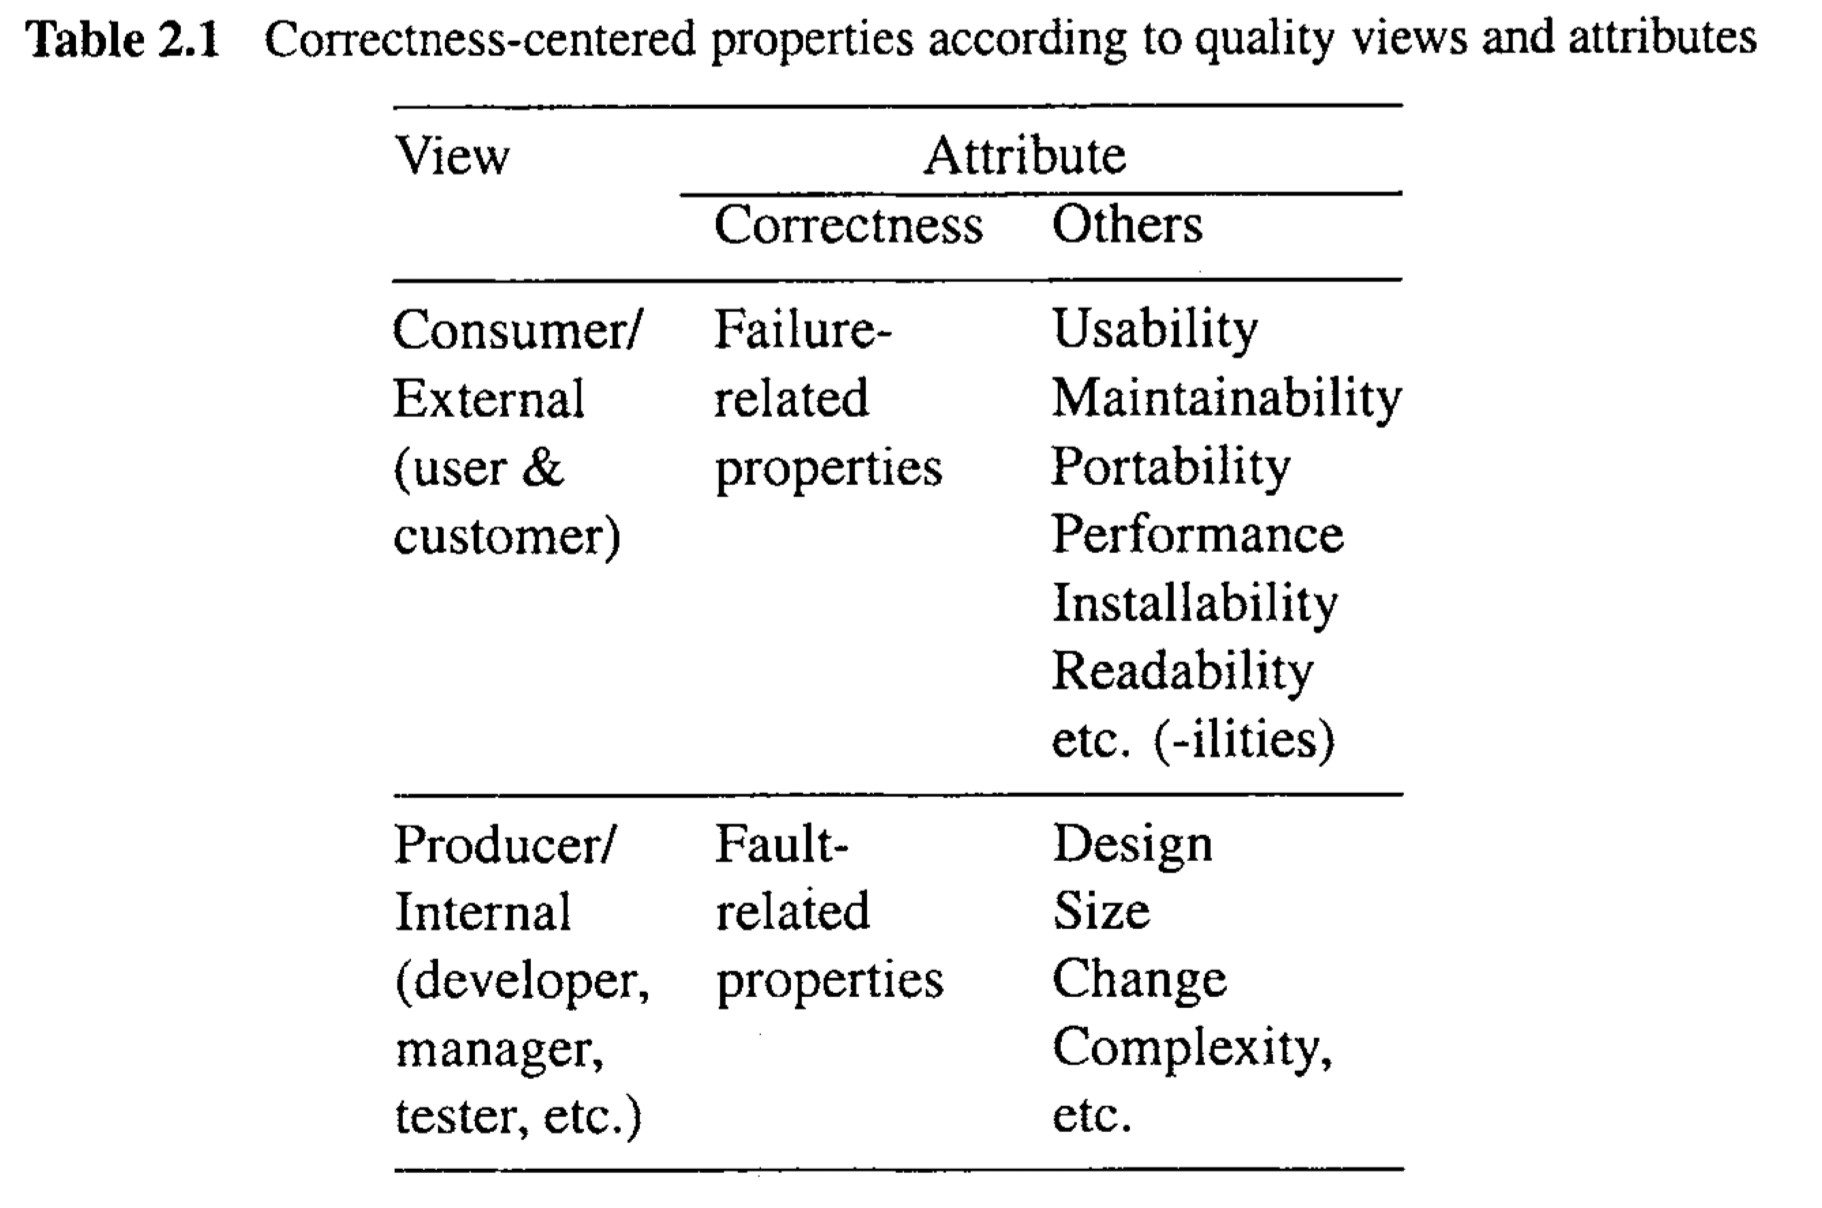 Table 2.1 Correctness-centered properties according to quality views and attributes
View Attribute
Correctness Others
Consumer/ Failure- Usability
External related Maintainability
(user & properties Portability
customer) Performance
Installability
Readability
etc. (-ilities)
Producer/ Fault- Design
Internal related Size
(developer, properties Change
manager, Complexity,
tester, etc.) etc.